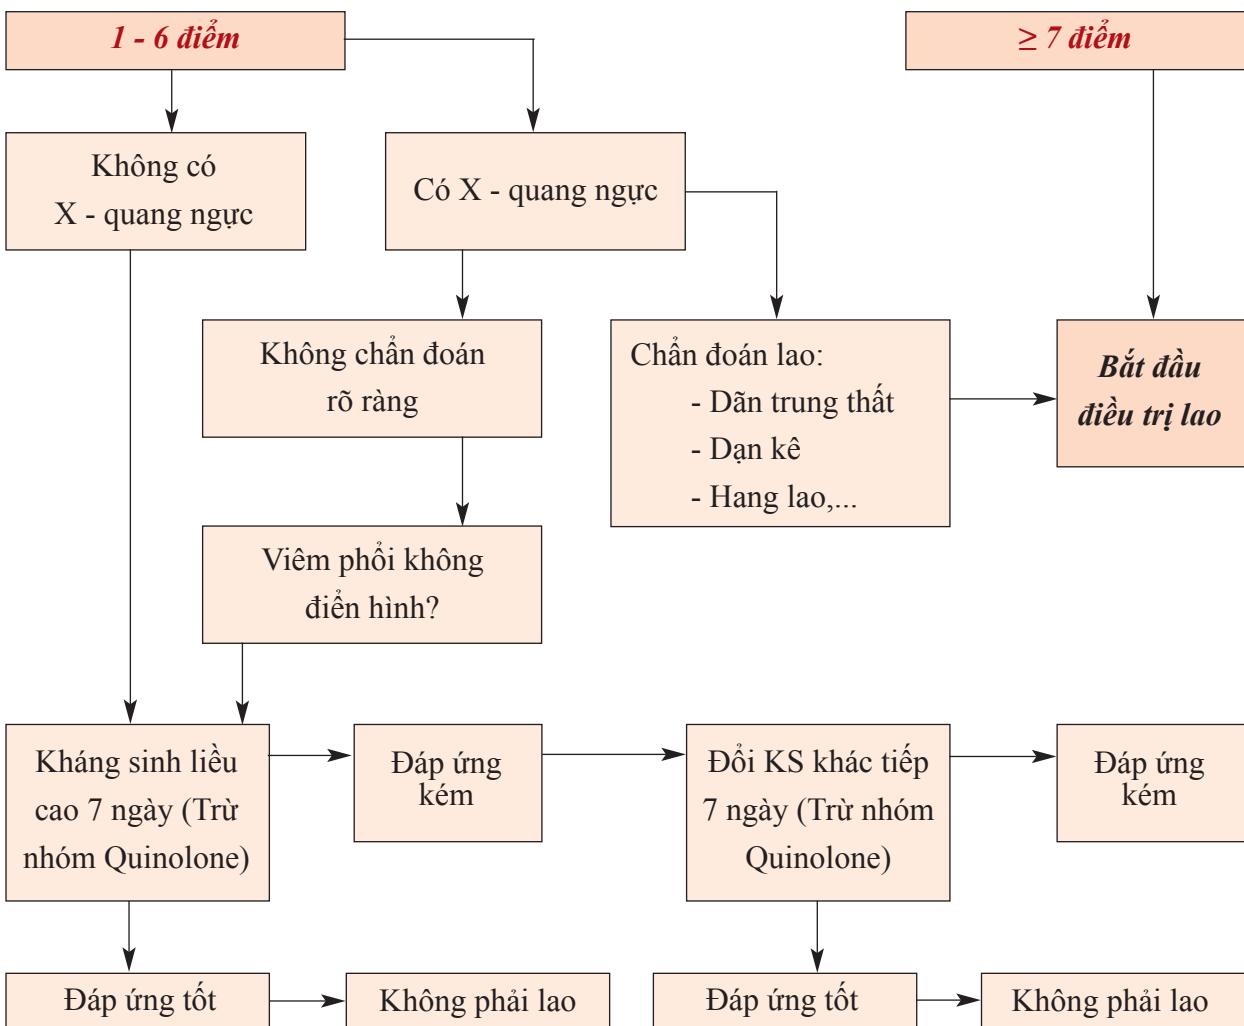 1 - 6 điểm
≥ 7 điểm
Không có
X - quang ngực
Có X - quang ngực
Không chẩn đoán
rõ ràng
Chẩn đoán lao:
- Dãn trung thất
- Dạn kê
- Hang lao,...
Bắt đầu
điều trị lao
Viêm phổi không
điển hình?
Kháng sinh liều
cao 7 ngày (Trừ
nhóm Quinolone)
Đáp ứng
kém
Đổi KS khác tiếp
7 ngày (Trừ nhóm
Quinolone)
Đáp ứng
kém
Đáp ứng tốt
Không phải lao
Đáp ứng tốt
Không phải lao